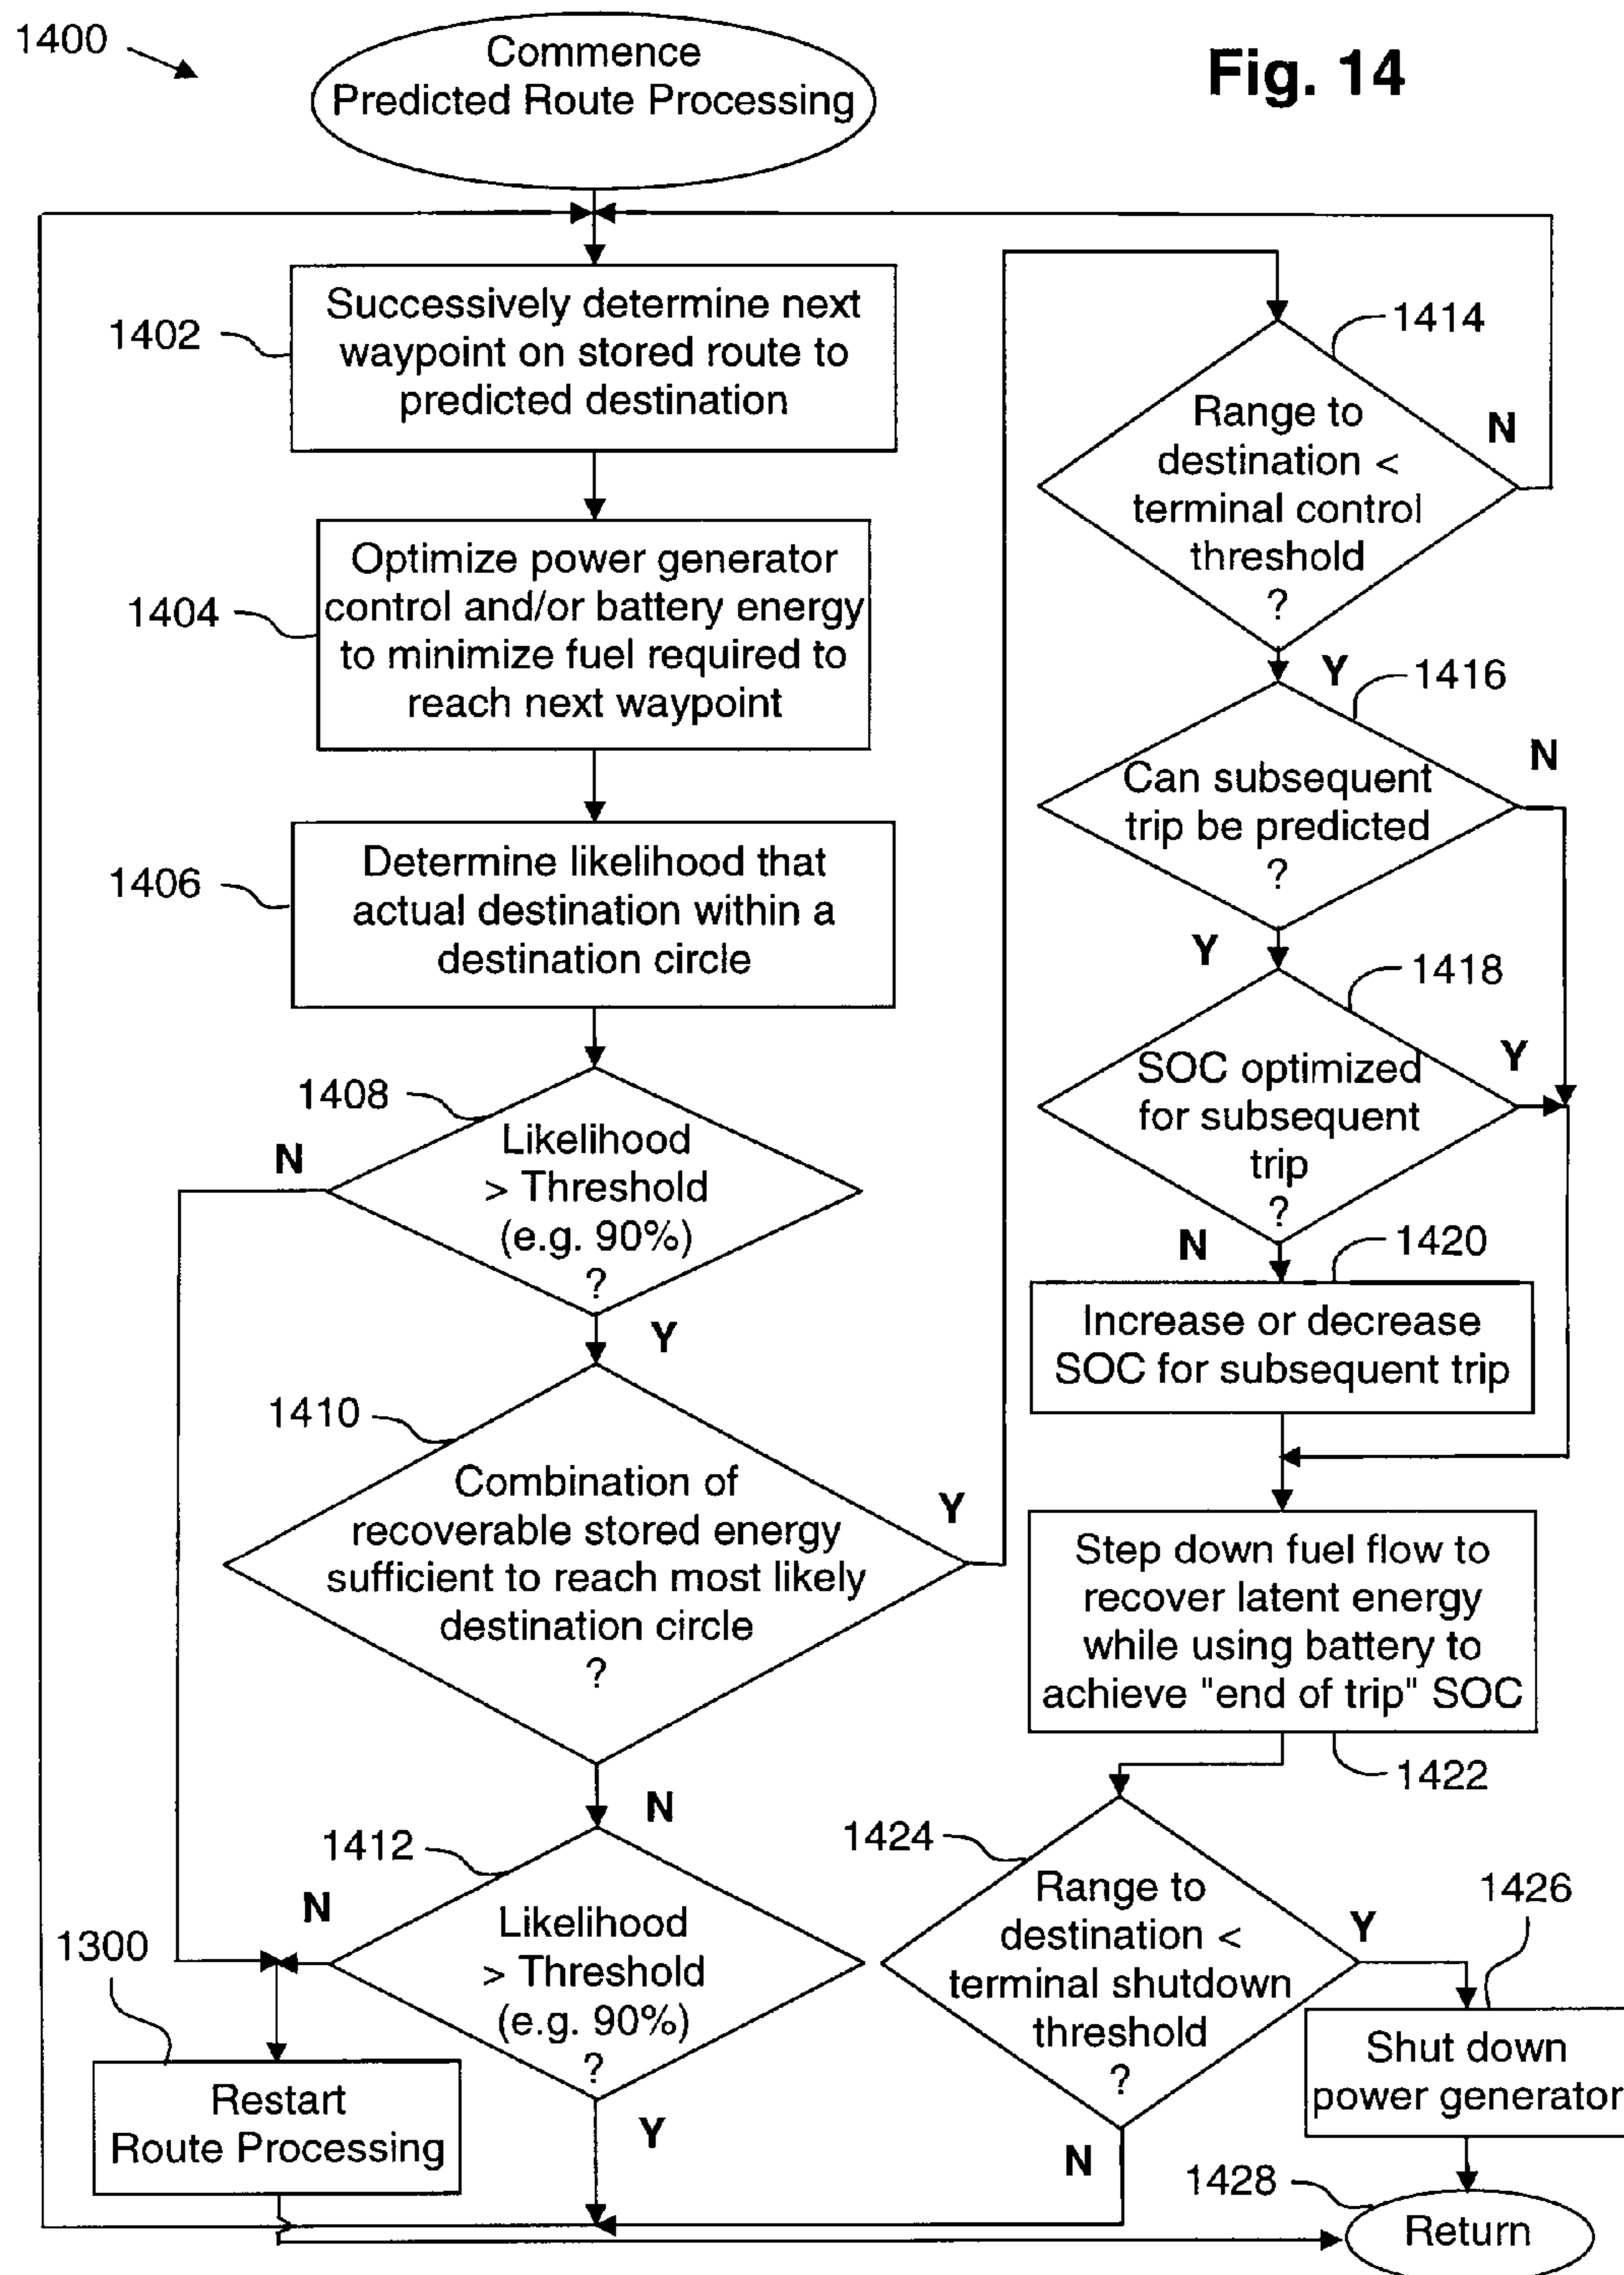 1400
Commence
Predicted Route Processing
Fig. 14
1402
Successively determine next
waypoint on stored route to
predicted destination
1404
Optimize power generator
control and/or battery energy
to minimize fuel required to
reach next waypoint
1406
Determine likelihood that
actual destination within a
destination circle
1408
Likelihood
> Threshold
(e.g. 90%)
?
N
Y
1410
Combination of
recoverable stored energy
sufficient to reach most likely
destination circle
?
Y
N
1412
Likelihood
> Threshold
(e.g. 90%)
?
N
Y
1300
Restart
Route Processing
1414
Range to
destination <
terminal control
threshold
?
N
Y
1416
Can subsequent
trip be predicted
?
N
Y
1418
SOC optimized
for subsequent
trip
?
Y
N
1420
Increase or decrease
SOC for subsequent trip
Step down fuel flow to
recover latent energy
while using battery to
achieve "end of trip" SOC
1422
1424
Range to
destination <
terminal shutdown
threshold
?
Y
N
1426
Shut down
power generator
1428
Return